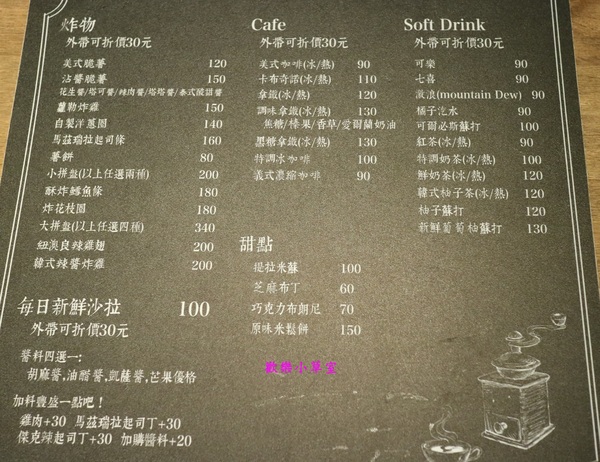 炸物
外帶可折價30元
美式脆薯 120
沾醬脆薯 150
花生醬/塔可醬/辣肉醬/塔塔醬/泰式酸甜醬
蘿勒炸雞 150
自製洋蔥圈 140
馬茲瑞拉起司條 160
薯餅 80
小拼盤(以上任選兩種) 200
酥炸鱈魚條 180
炸花枝圈 180
大拼盤(以上任選四種) 340
紐澳良辣雞翅 200
韓式辣醬炸雞 200
每日新鮮沙拉 100
外帶可折價30元
醬料四選一:
胡麻醬,油醋醬,凱薩醬,芒果優格
加料豐盛一點吧！
雞肉+30 馬茲瑞拉起司丁+30
傑克辣起司丁+30 加購醬料+20
Cafe
外帶可折價30元
美式咖啡(冰/熱) 90
卡布奇諾(冰/熱) 110
拿鐵(冰/熱) 120
調味拿鐵(冰/熱) 130
焦糖/榛果/香草/愛爾蘭奶油
黑糖拿鐵(冰/熱) 130
特調冰咖啡 100
義式濃縮咖啡 90
甜點
提拉米蘇 100
芝麻布丁 60
巧克力布朗尼 70
原味米鬆餅 150
歡樂小草室
Soft Drink
外帶可折價30元
可樂 90
七喜 90
激浪(mountain Dew) 90
橘子汽水 90
可爾必斯蘇打 100
紅茶(冰/熱) 90
特調奶茶(冰/熱) 100
鮮奶茶(冰/熱) 120
韓式柚子茶(冰/熱) 120
柚子蘇打 120
新鮮葡萄柚蘇打 130